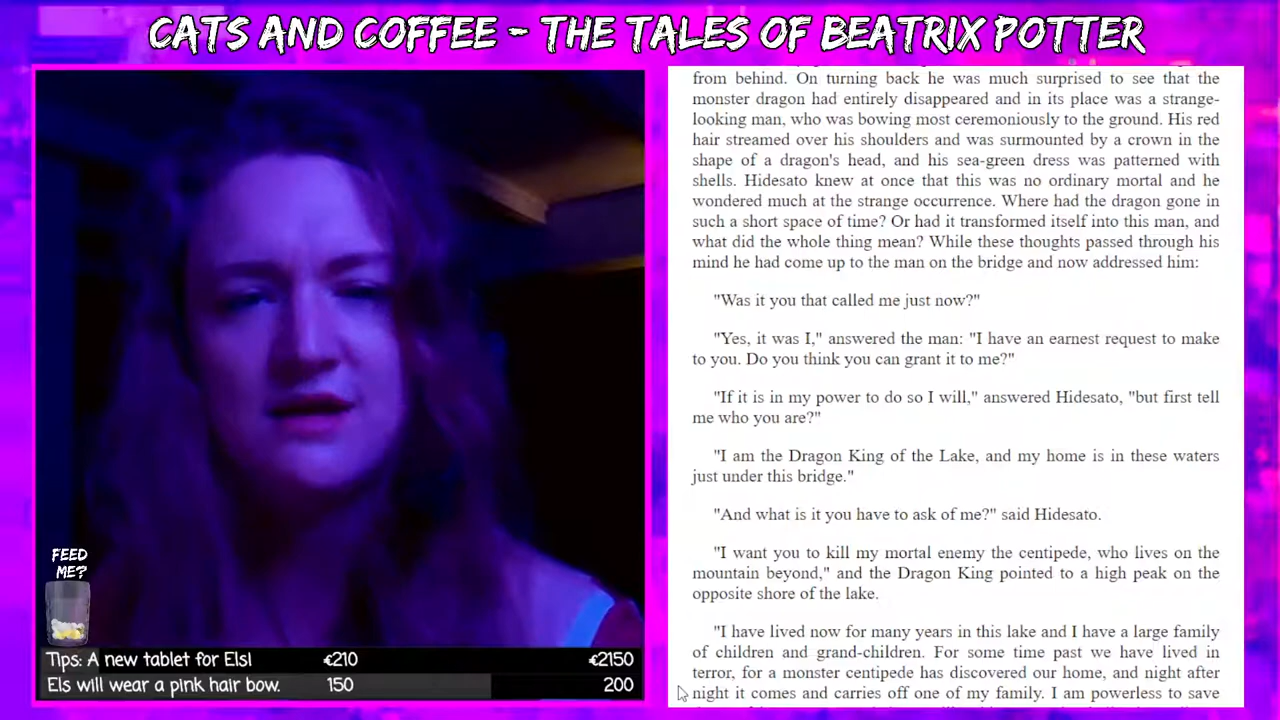 CATS AND COFFEE - THE TALES OF BEATRIX POTTER
from behind. On turning back he was much surprised to see that the
monster dragon had entirely disappeared and in its place was a strange-
looking man, who was bowing most ceremoniously to the ground. His red
hair streamed over his shoulders and was surmounted by a crown in the
shape of a dragon's head, and his sea-green dress was patterned with
shells. Hidesato knew at once that this was no ordinary mortal and he
wondered much at the strange occurrence. Where had the dragon gone in
such a short space of time? Or had it transformed itself into this man, and
what did the whole thing mean? While these thoughts passed through his
mind he had come up to the man on the bridge and now addressed him:
"Was it you that called me just now?"
"Yes, it was I," answered the man: "I have an earnest request to make
to you. Do you think you can grant it to me?"
"If it is in my power to do so I will," answered Hidesato, "but first tell
me who you are?"
"I am the Dragon King of the Lake, and my home is in these waters
just under this bridge."
"And what is it you have to ask of me?" said Hidesato.
"I want you to kill my mortal enemy the centipede, who lives on the
mountain beyond," and the Dragon King pointed to a high peak on the
opposite shore of the lake.
"I have lived now for many years in this lake and I have a large family
of children and grand-children. For some time past we have lived in
terror, for a monster centipede has discovered our home, and night after
night it comes and carries off one of my family. I am powerless to save
FEED
ME?
Tips: A new tablet for Els! €210 €2150
Els will wear a pink hair bow. 150 200